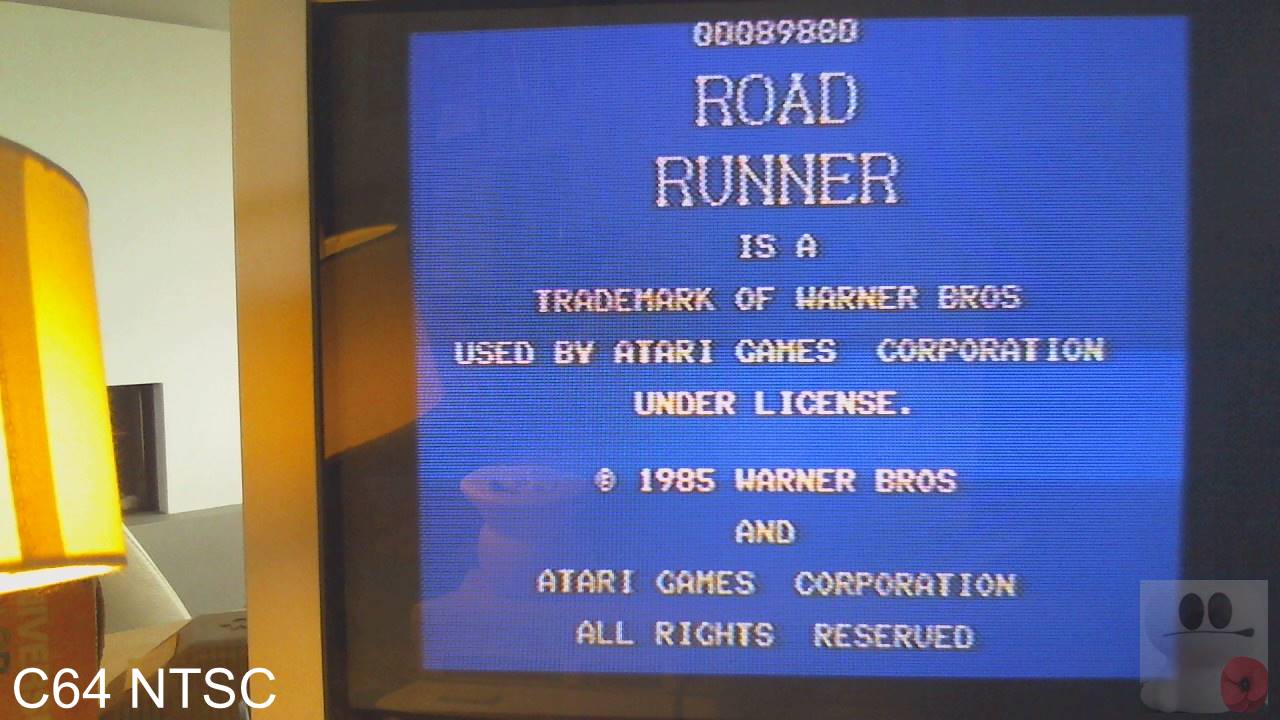 00089800
ROAD
RUNNER
IS A
TRADEMARK OF WARNER BROS
USED BY ATARI GAMES CORPORATION
UNDER LICENSE.
© 1985 WARNER BROS
AND
ATARI GAMES CORPORATION
ALL RIGHTS RESERVED
C64 NTSC